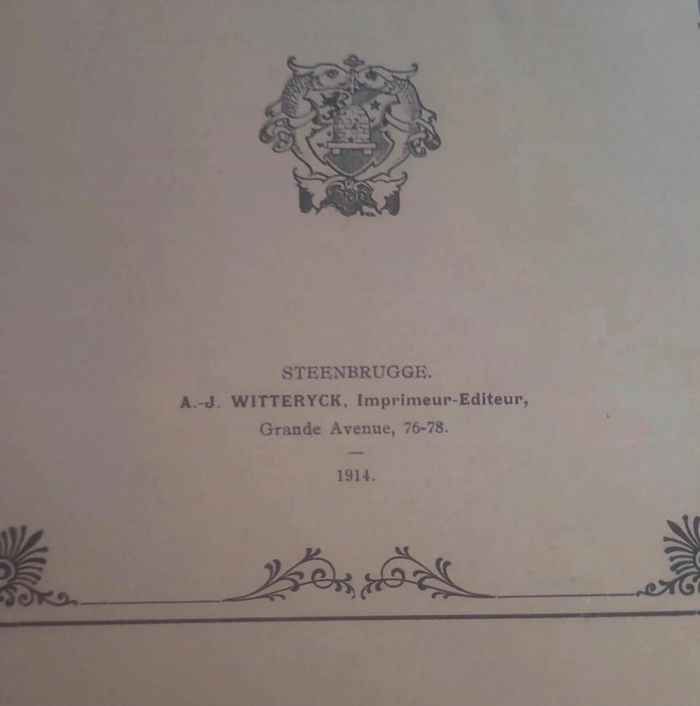 STEENBRUGGE.
A.-J. WITTERYCK, Imprimeur-Editeur,
Grande Avenue, 76-78.
—
1914.